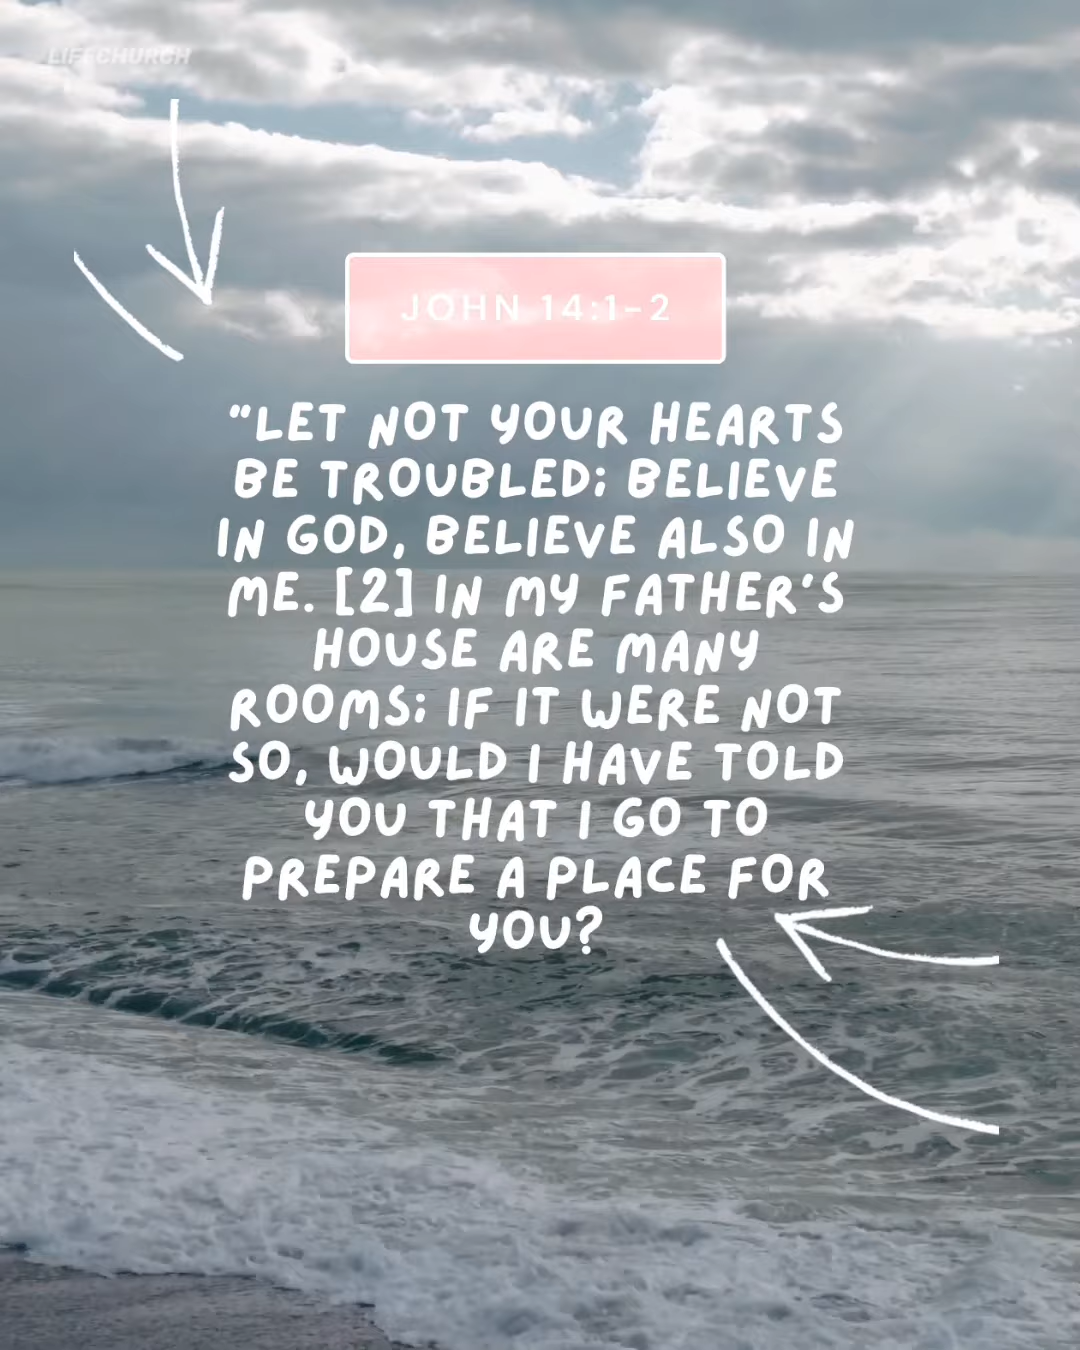 LIFECHURCH
JOHN 14:1-2
"LET NOT YOUR HEARTS
BE TROUBLED; BELIEVE
IN GOD, BELIEVE ALSO IN
ME. [2] IN MY FATHER'S
HOUSE ARE MANY
ROOMS; IF IT WERE NOT
SO, WOULD I HAVE TOLD
YOU THAT I GO TO
PREPARE A PLACE FOR
YOU?